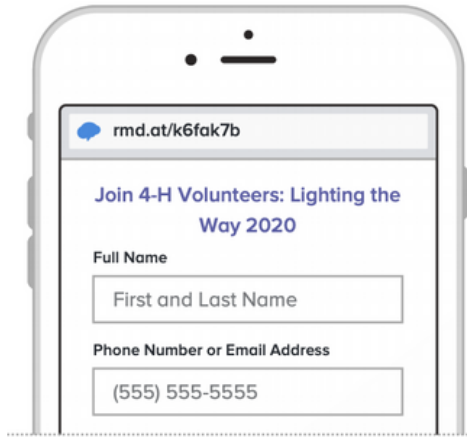 rmd.at/k6fak7b
Join 4-H Volunteers: Lighting the
Way 2020
Full Name
First and Last Name
Phone Number or Email Address
(555) 555-5555